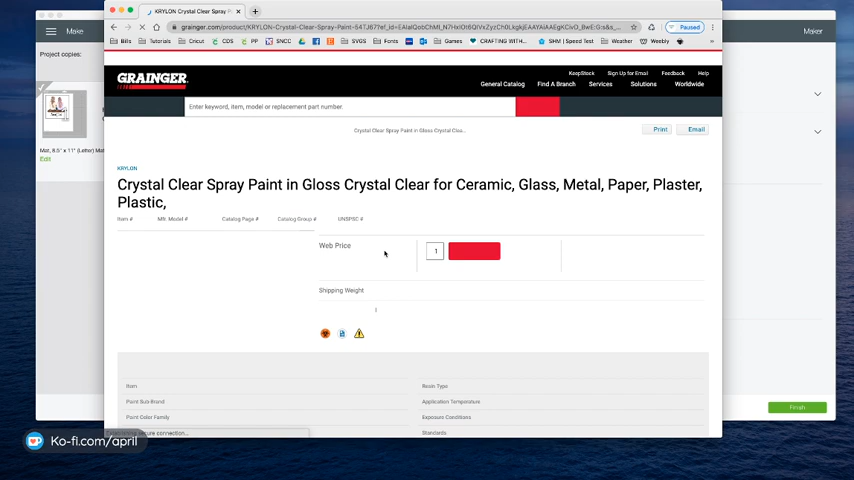 Crystal Clear Spray P
grainger.com/product/KRYLON-Crystal-Clear-Spray-Paint-54TJ67?ef_id=
Paused
Bills Tutorials Cricut CDS PP SNCC SVGS Fonts Games CRAFTING WITH... SHM | Speed Test Weather Weebly
Make
Maker
Project copies:
Mat, 8.5" x 11" (Letter) Mat
Edit
GRAINGER
KeepStock Sign Up for Email Feedback Help
General Catalog Find A Branch Services Solutions Worldwide
Enter keyword, item, model or replacement part number.
Crystal Clear Spray Paint in Gloss Crystal Clea...
Print Email
KRYLON
Crystal Clear Spray Paint in Gloss Crystal Clear for Ceramic, Glass, Metal, Paper, Plaster,
Plastic,
Item # Mfr. Model # Catalog Page # Catalog Group # UNSPSC #
Web Price
1
Shipping Weight
Item Resin Type
Paint Sub-Brand Application Temperature
Paint Color Family Exposure Conditions
Standards
secure connection...
Finish
Ko-fi.com/april